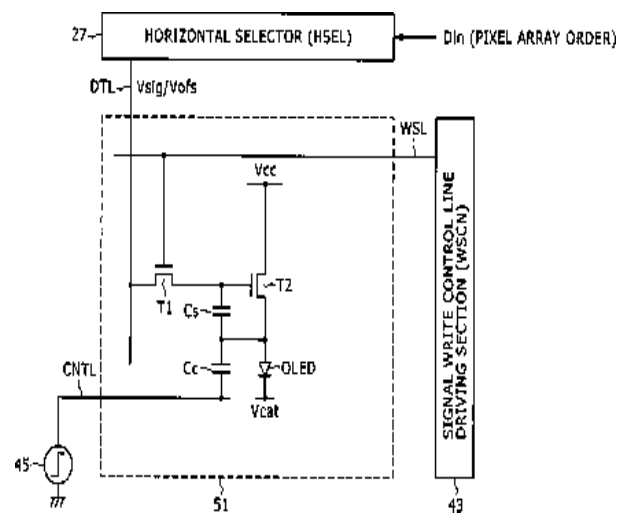 27
HORIZONTAL SELECTOR (HSEL)
Din (PIXEL ARRAY ORDER)
DTL
Vsig/Vofs
WSL
Vcc
T1
T2
Cs
Cc
OLED
CNTL
Vcat
45
51
SIGNAL WRITE CONTROL LINE
DRIVING SECTION (WSCN)
43